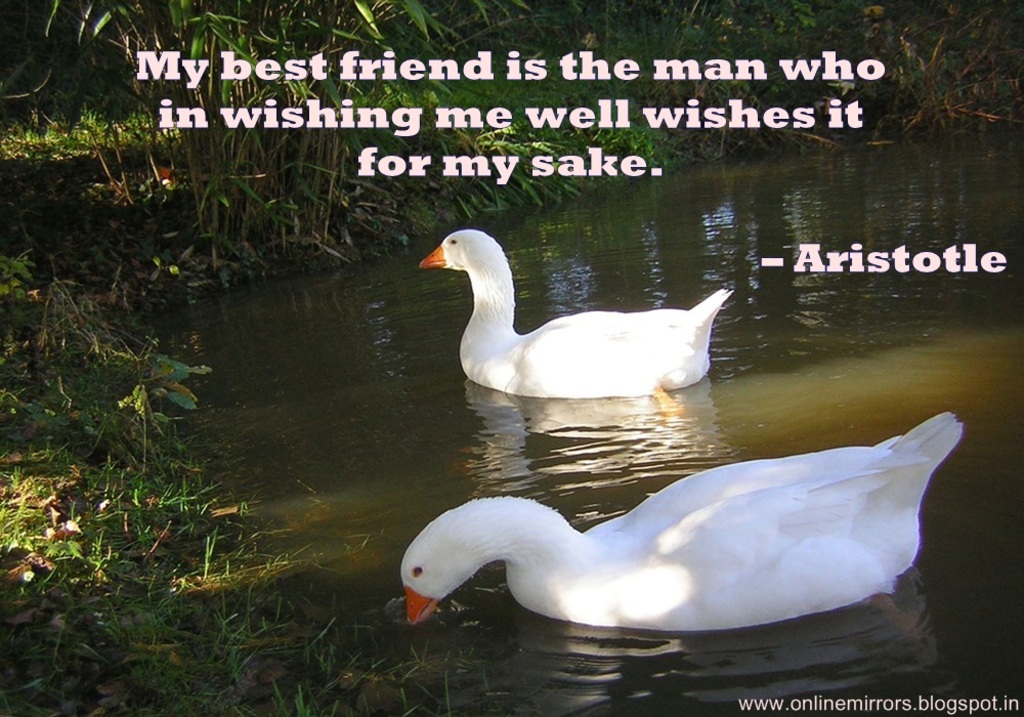 My best friend is the man who
in wishing me well wishes it
for my sake.
– Aristotle
www.onlinemirrors.blogspot.in